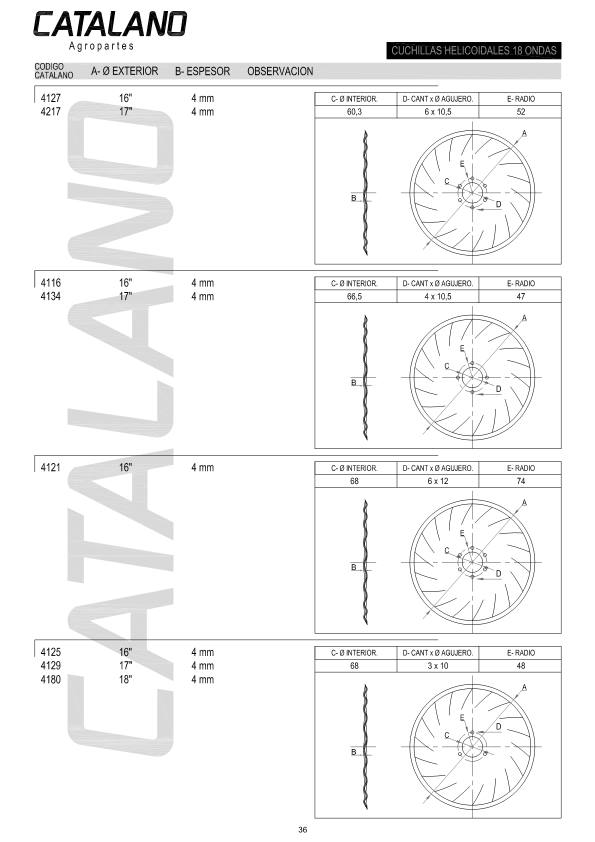 CATALANO
Agropartes
CUCHILLAS HELICOIDALES 18 ONDAS
CODIGO CATALANO A- Ø EXTERIOR B- ESPESOR OBSERVACION
4127 16" 4 mm
4217 17" 4 mm
C- Ø INTERIOR. D- CANT x Ø AGUJERO. E- RADIO
60,3 6 x 10,5 52
A
E
C
B
D
4116 16" 4 mm
4134 17" 4 mm
C- Ø INTERIOR. D- CANT x Ø AGUJERO. E- RADIO
66,5 4 x 10,5 47
A
E
C
B
D
4121 16" 4 mm
C- Ø INTERIOR. D- CANT x Ø AGUJERO. E- RADIO
68 6 x 12 74
A
E
C
B
D
4125 16" 4 mm
4129 17" 4 mm
4180 18" 4 mm
C- Ø INTERIOR. D- CANT x Ø AGUJERO. E- RADIO
68 3 x 10 48
A
E
D
C
B
CATALANO
36